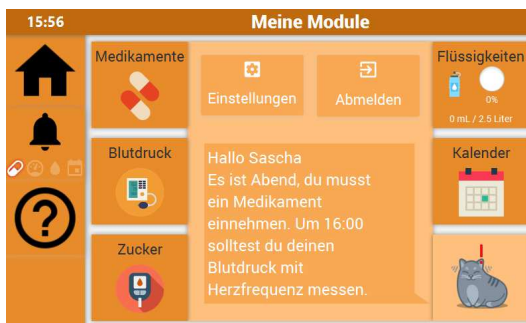 15:56
Meine Module
Medikamente
Einstellungen
Abmelden
Flüssigkeiten
0%
0 mL / 2.5 Liter
Blutdruck
Kalender
Zucker
Hallo Sascha
Es ist Abend, du musst
ein Medikament
einnehmen. Um 16:00
solltest du deinen
Blutdruck mit
Herzfrequenz messen.